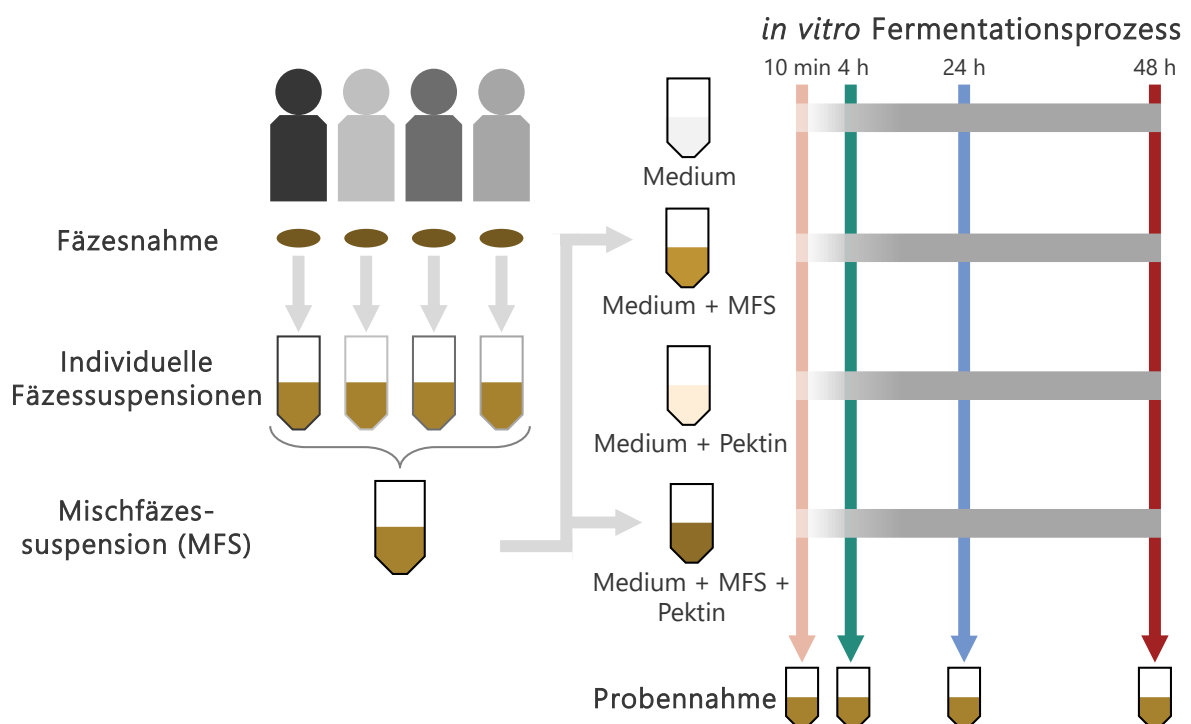 in vitro Fermentationsprozess
10 min 4 h 24 h 48 h
Medium
Fäzesnahme
Medium + MFS
Individuelle
Fäzessuspensionen
Medium + Pektin
Mischfäzes-
suspension (MFS)
Medium + MFS +
Pektin
Probennahme